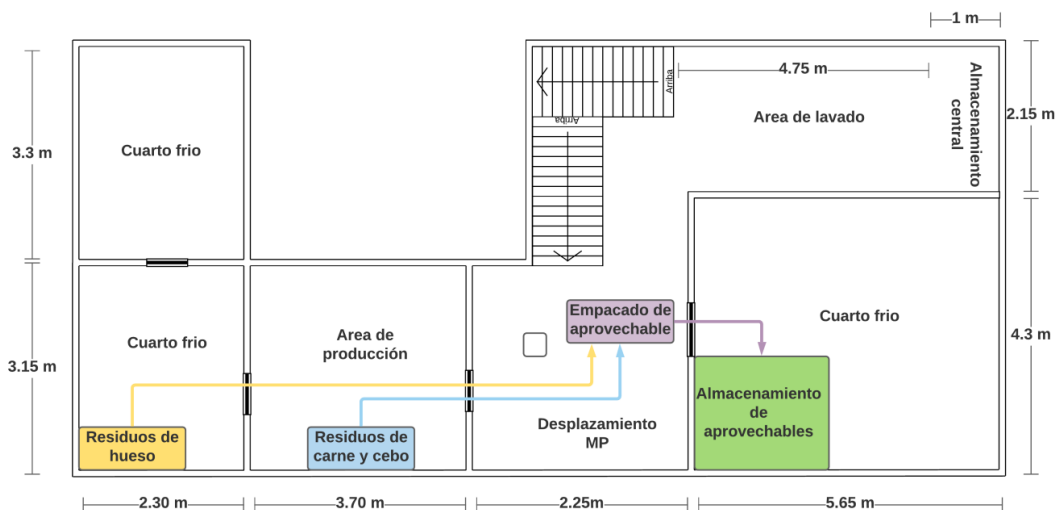 1 m
4.75 m
Arriba
Almacenamiento
central
2.15 m
Area de lavado
Arriba
3.3 m
Cuarto frio
Empacado de
aprovechable
Cuarto frio
Area de
producción
Cuarto frio
4.3 m
3.15 m
Almacenamiento
de
aprovechables
Desplazamiento
MP
Residuos de
hueso
Residuos de
carne y cebo
2.30 m
3.70 m
2.25m
5.65 m